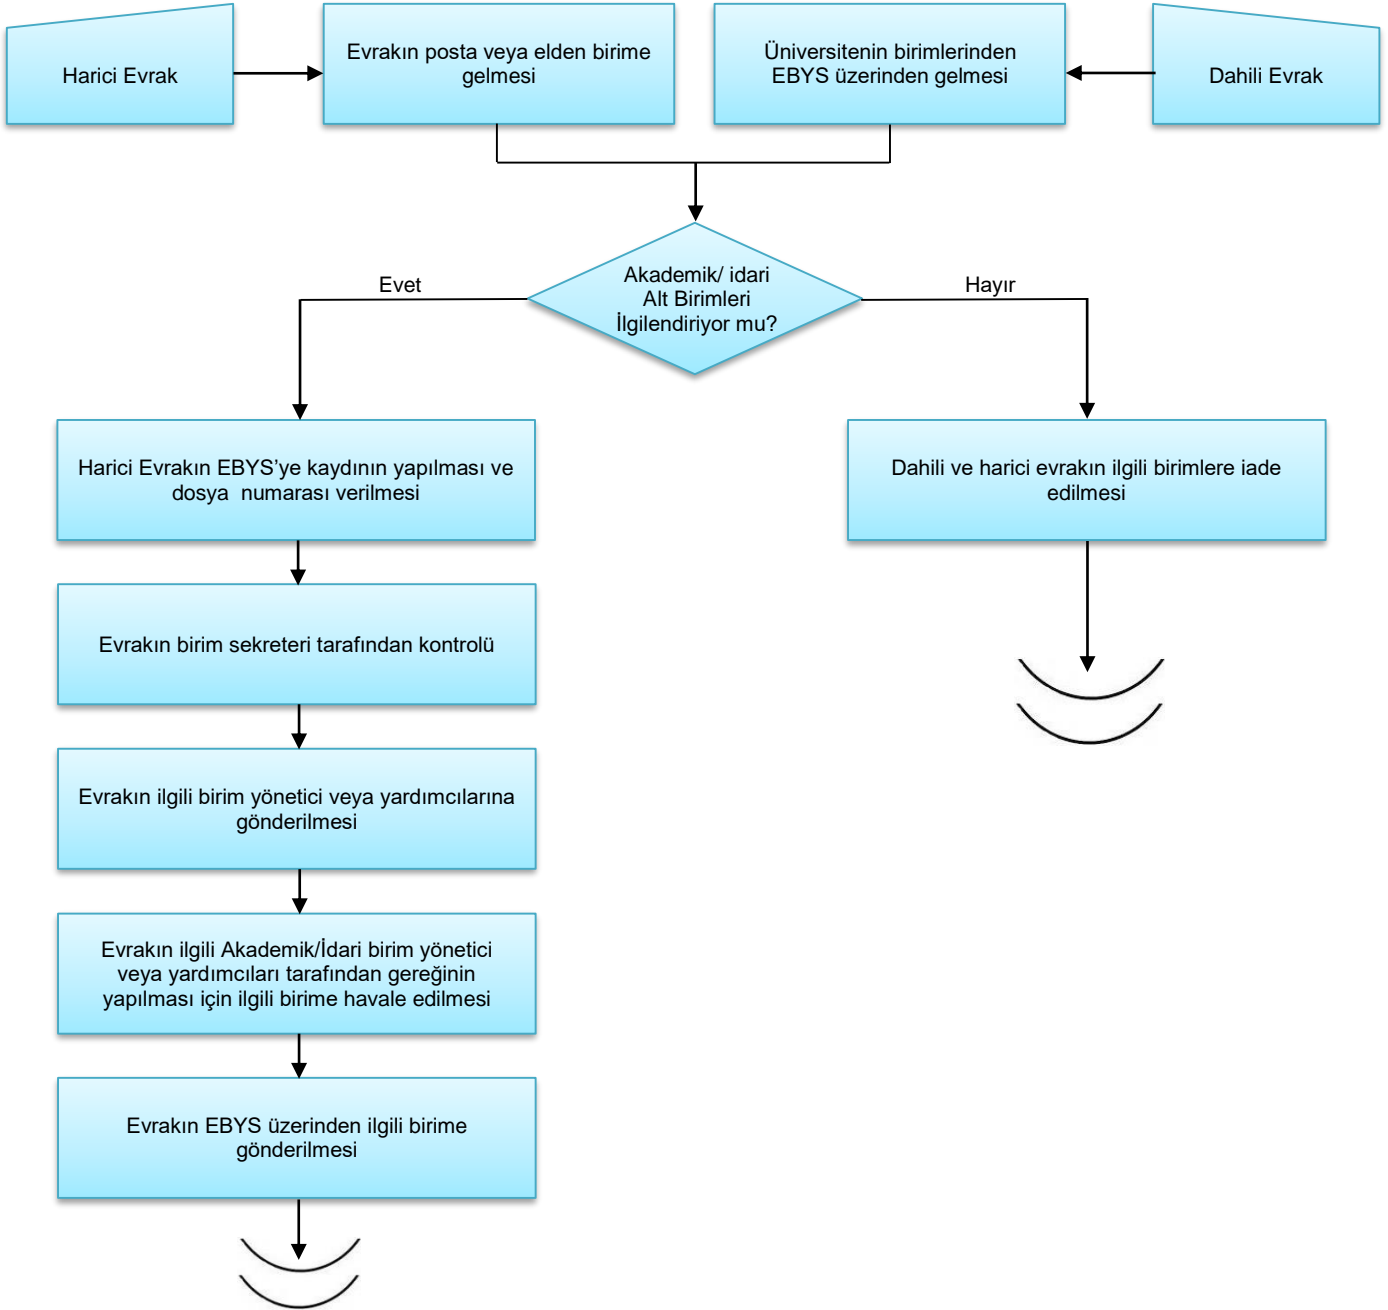 Harici Evrak
Evrakın posta veya elden birime
gelmesi
Üniversitenin birimlerinden
EBYS üzerinden gelmesi
Dahili Evrak
Akademik/ idari
Alt Birimleri
İlgilendiriyor mu?
Evet
Hayır
Harici Evrakın EBYS’ye kaydının yapılması ve
dosya  numarası verilmesi
Dahili ve harici evrakın ilgili birimlere iade
edilmesi
Evrakın birim sekreteri tarafından kontrolü
Evrakın ilgili birim yönetici veya yardımcılarına
gönderilmesi
Evrakın ilgili Akademik/İdari birim yönetici
veya yardımcıları tarafından gereğinin
yapılması için ilgili birime havale edilmesi
Evrakın EBYS üzerinden ilgili birime
gönderilmesi